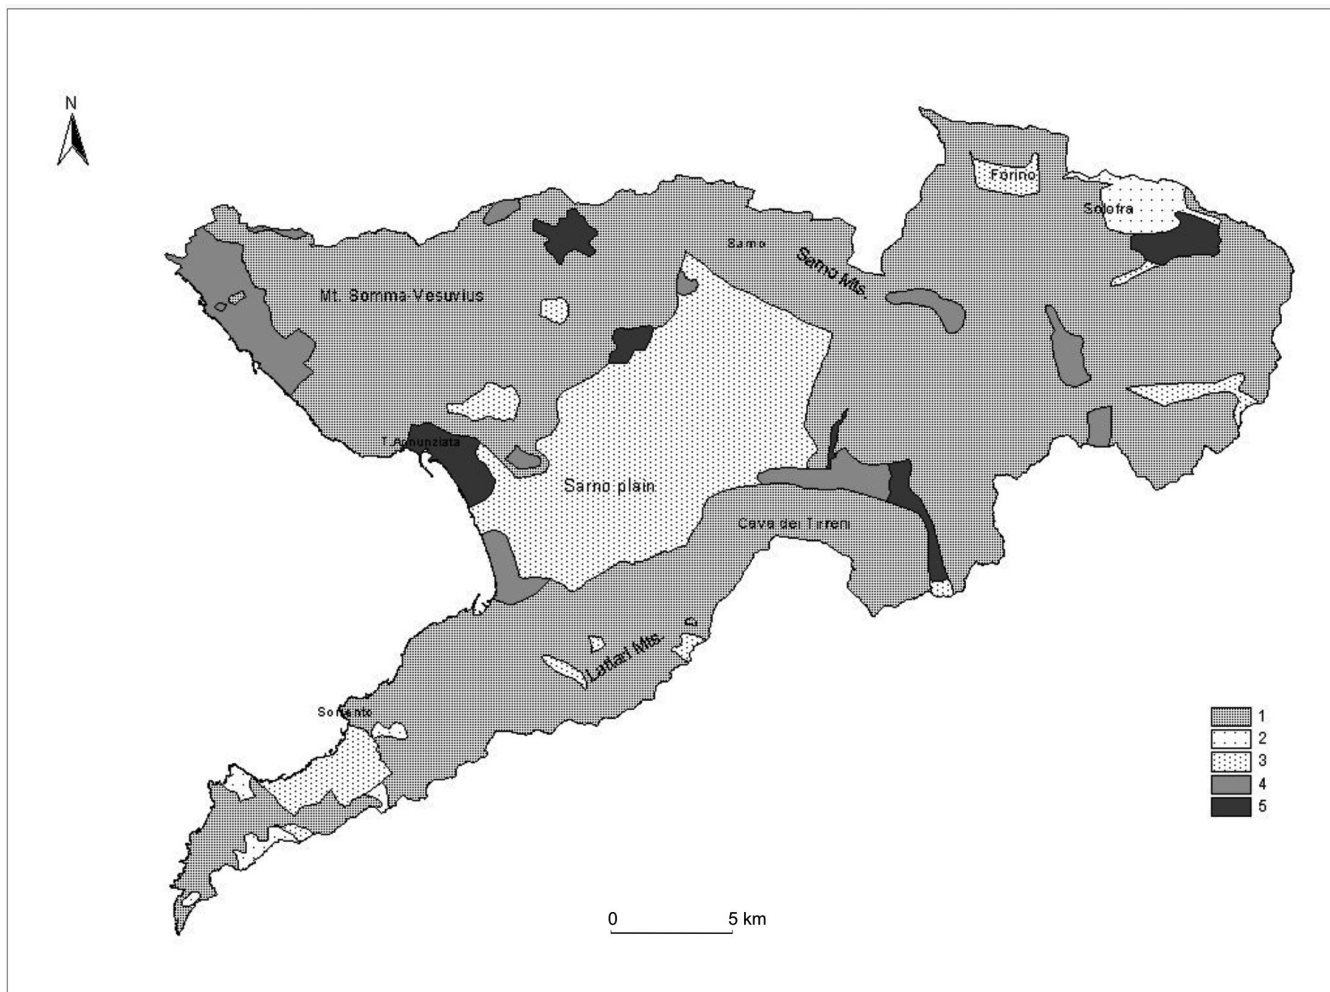 N
Forino
Solofra
Sarno
Sarno Mts.
Mt. Somma-Vesuvius
T. Annunziata
Sarno plain
Cava dei Tirreni
Lattari Mts.
Sorrento
1
2
3
4
5
0 5 km